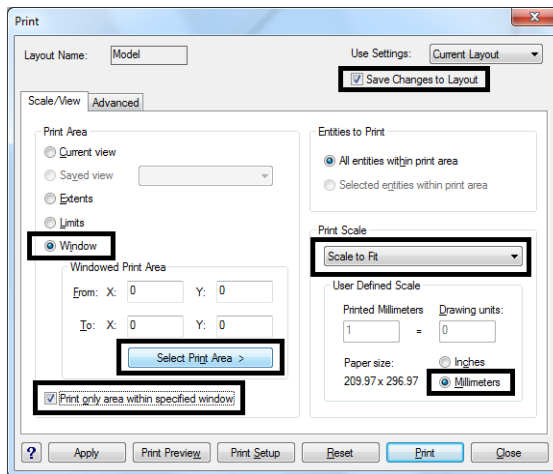 Print
Layout Name: Model
Use Settings: Current Layout
Save Changes to Layout
Scale/View Advanced
Print Area
Current view
Saved view
Extents
Limits
Window
Windowed Print Area
From: X: 0 Y: 0
To: X: 0 Y: 0
Select Print Area >
Print only area within specified window
Entities to Print
All entities within print area
Selected entities within print area
Print Scale
Scale to Fit
User Defined Scale
Printed Millimeters Drawing units:
1 = 0
Paper size: Inches
209.97 x 296.97 Millimeters
? Apply Print Preview Print Setup Reset Print Close